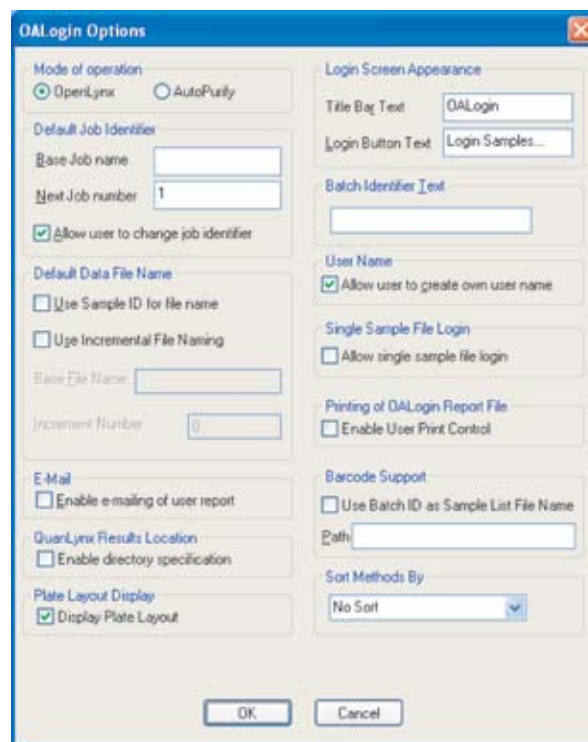 OALogin Options
Mode of operation
OpenLynx
AutoPurify
Default Job Identifier
Base Job name
Next Job number
1
Allow user to change job identifier
Default Data File Name
Use Sample ID for file name
Use Incremental File Naming
Base File Name
Increment Number
0
E-Mail
Enable e-mailing of user report
QuanLynx Results Location
Enable directory specification
Plate Layout Display
Display Plate Layout
Login Screen Appearance
Title Bar Text
OALogin
Login Button Text
Login Samples...
Batch Identifier Text
User Name
Allow user to create own user name
Single Sample File Login
Allow single sample file login
Printing of OALogin Report File
Enable User Print Control
Barcode Support
Use Batch ID as Sample List File Name
Path
Sort Methods By
No Sort
OK
Cancel